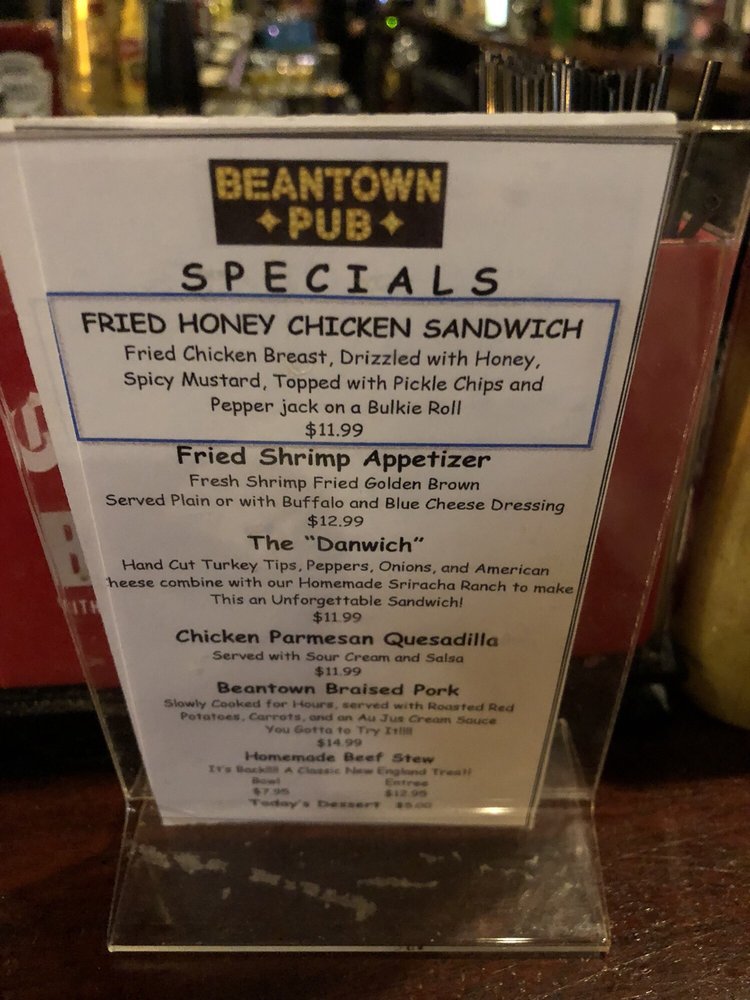 BEANTOWN
PUB
SPECIALS
FRIED HONEY CHICKEN SANDWICH
Fried Chicken Breast, Drizzled with Honey,
Spicy Mustard, Topped with Pickle Chips and
Pepper jack on a Bulkie Roll
$11.99
Fried Shrimp Appetizer
Fresh Shrimp Fried Golden Brown
Served Plain or with Buffalo and Blue Cheese Dressing
$12.99
The “Danwich”
Hand Cut Turkey Tips, Peppers, Onions, and American
heese combine with our Homemade Sriracha Ranch to make
This an Unforgettable Sandwich!
$11.99
Chicken Parmesan Quesadilla
Served with Sour Cream and Salsa
$11.99
Beantown Braised Pork
Slowly Cooked for Hours, served with Roasted Red
Potatoes, Carrots, and an Au Jus Cream Sauce
You Gotta to Try It!!!!
$14.99
Homemade Beef Stew
It's Back!!!! A Classic New England Treat!
Bowl Entree
$7.95 $12.95
Today's Dessert $5.00